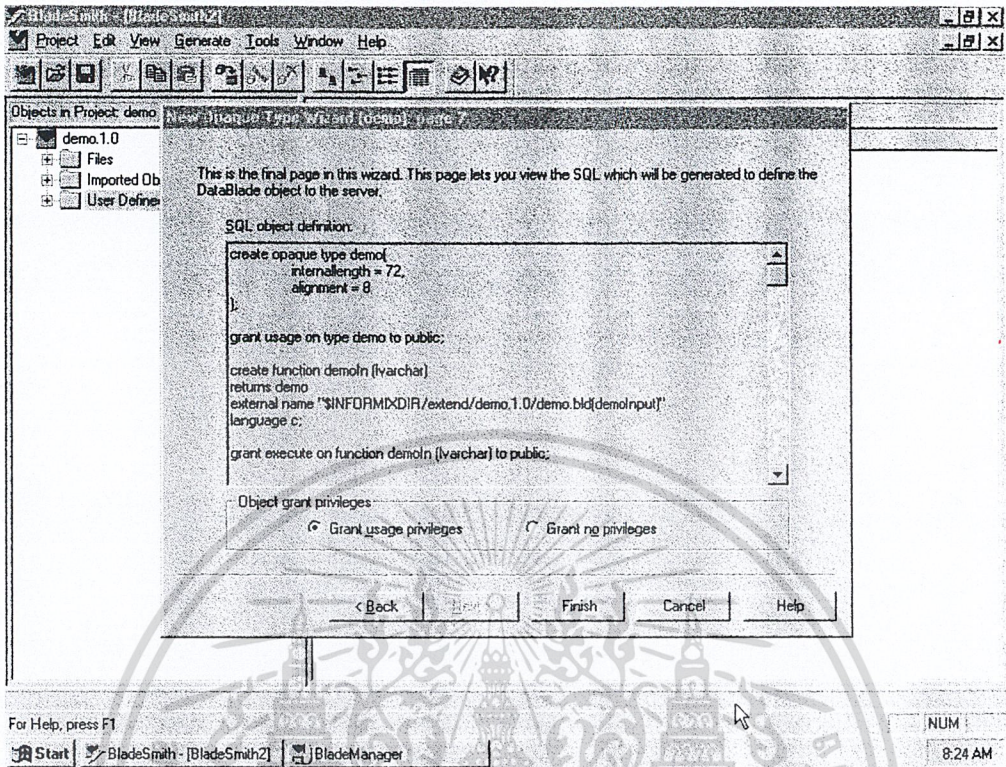 BladeSmith - [BladeSmith2]
Project Edit View Generate Tools Window Help
Objects in Project: demo
New Opaque Type Wizard [demo]: page 7
demo.1.0
Files
Imported Ob
User Define
This is the final page in this wizard. This page lets you view the SQL which will be generated to define the
DataBlade object to the server.
SQL object definition:
create opaque type demo(
internallength = 72,
alignment = 8
);
grant usage on type demo to public;
create function demoIn (lvarchar)
returns demo
external name "$INFORMIXDIR/extend/demo.1.0/demo.bld(demoInput)"
language c;
grant execute on function demoIn (lvarchar) to public;
Object grant privileges
Grant usage privileges
Grant no privileges
< Back
Next >
Finish
Cancel
Help
For Help, press F1
NUM
Start
BladeSmith - [BladeSmith2]
BladeManager
8:24 AM